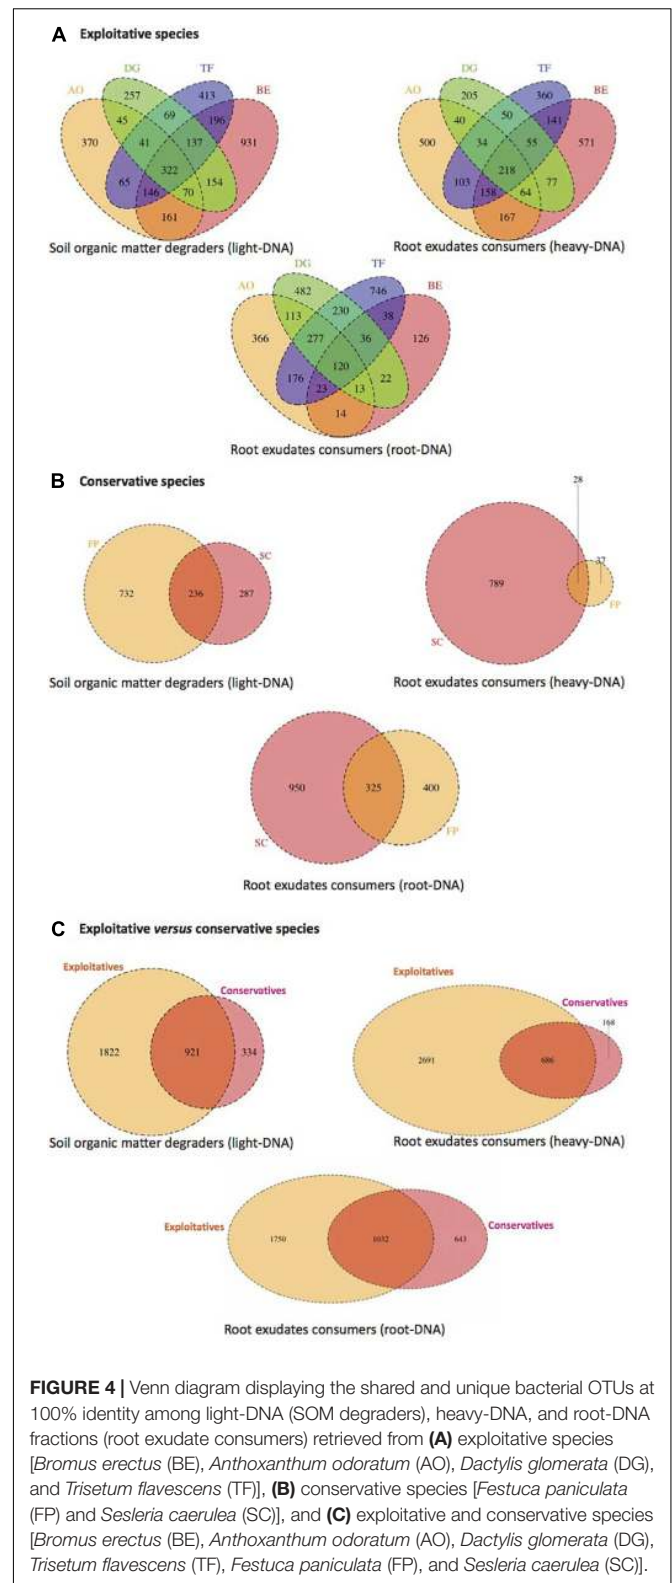 A Exploitative species
DG TF
AO BE
257 413
45 69 196
370 41 137 931
322
65 154
146 70
161
Soil organic matter degraders (light-DNA)
DG TF
AO BE
205 360
40 50 141
500 34 55 571
218
103 77
158 64
167
Root exudates consumers (heavy-DNA)
DG TF
AO BE
482 746
113 230 38
366 277 36 126
120
176 22
23 13
14
Root exudates consumers (root-DNA)
B Conservative species
FP SC
732 236 287
Soil organic matter degraders (light-DNA)
28
37
789
FP
SC
Root exudates consumers (heavy-DNA)
950 325 400
SC FP
Root exudates consumers (root-DNA)
C Exploitative versus conservative species
Exploitatives
Conservatives
1822 921 334
Soil organic matter degraders (light-DNA)
Exploitatives
Conservatives
168
2691 686
Root exudates consumers (heavy-DNA)
Exploitatives Conservatives
1750 1032 643
Root exudates consumers (root-DNA)
FIGURE 4 | Venn diagram displaying the shared and unique bacterial OTUs at
100% identity among light-DNA (SOM degraders), heavy-DNA, and root-DNA
fractions (root exudate consumers) retrieved from (A) exploitative species
[Bromus erectus (BE), Anthoxanthum odoratum (AO), Dactylis glomerata (DG),
and Trisetum flavescens (TF)], (B) conservative species [Festuca paniculata
(FP) and Sesleria caerulea (SC)], and (C) exploitative and conservative species
[Bromus erectus (BE), Anthoxanthum odoratum (AO), Dactylis glomerata (DG),
Trisetum flavescens (TF), Festuca paniculata (FP), and Sesleria caerulea (SC)].